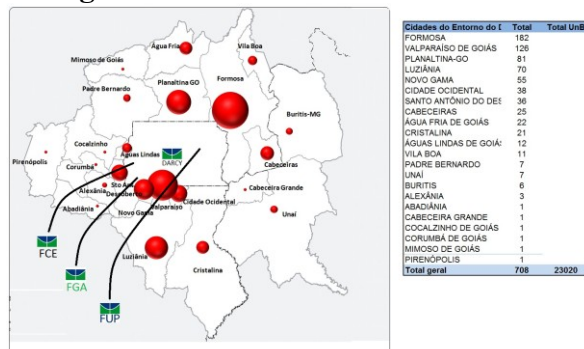 Água Fria
Vila Boa
Mimoso de Goiás
Planaltina GO
Formosa
Padre Bernardo
Buritis-MG
Cocalzinho
Águas Lindas
DARCY
Pirenópolis
Corumbá
Cabeceiras
Alexânia
Sto Ant.
Descoberto
Cabeceira Grande
Abadiânia
Novo Gama
Valparaíso
Cidade Ocidental
Unaí
FCE
Luziânia
Cristalina
FGA
FUP
Cidades do Entorno do D Total Total UnB
FORMOSA 182
VALPARAÍSO DE GOIÁS 126
PLANALTINA-GO 81
LUZIÂNIA 70
NOVO GAMA 55
CIDADE OCIDENTAL 38
SANTO ANTÔNIO DO DES 36
CABECEIRAS 25
ÁGUA FRIA DE GOIÁS 22
CRISTALINA 21
ÁGUAS LINDAS DE GOIÁ 12
VILA BOA 11
PADRE BERNARDO 7
UNAÍ 7
BURITIS 6
ALEXÂNIA 3
ABADIÂNIA 1
CABECEIRA GRANDE 1
COCALZINHO DE GOIÁS 1
CORUMBÁ DE GOIÁS 1
MIMOSO DE GOIÁS 1
PIRENÓPOLIS 1
Total geral 708 23020